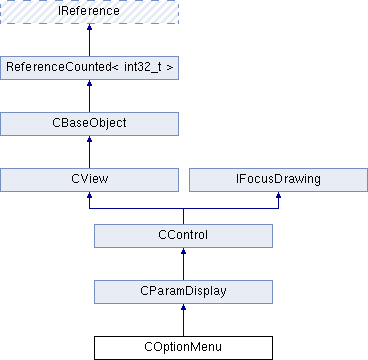 IReference
ReferenceCounted< int32_t >
CBaseObject
CView
IFocusDrawing
CControl
CParamDisplay
COptionMenu